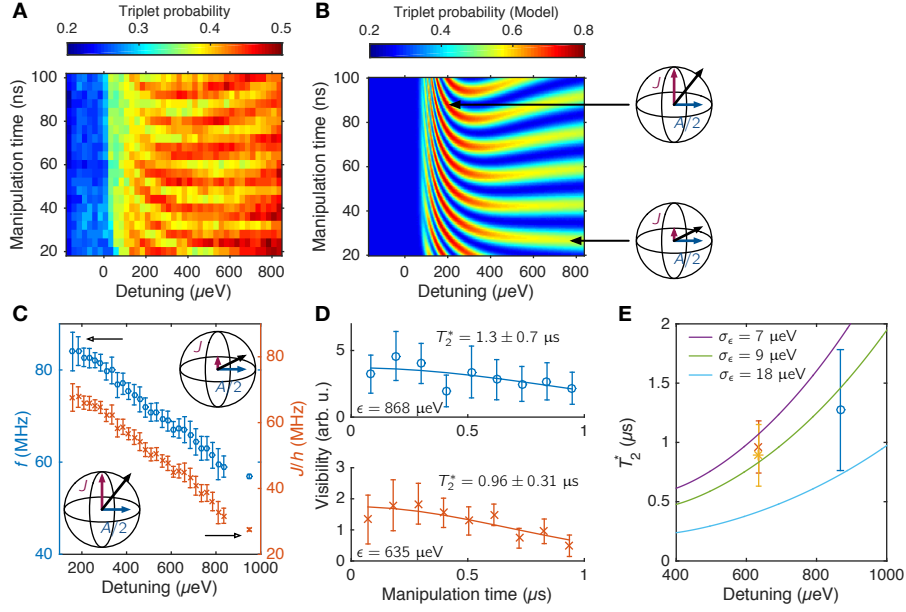 A
Triplet probability
0.2 0.3 0.4 0.5
Manipulation time (ns)
100
80
60
40
20
0 200 400 600 800
Detuning (μeV)
B
Triplet probability (Model)
0.2 0.4 0.6 0.8
Manipulation time (ns)
100
80
60
40
20
0 200 400 600 800
Detuning (μeV)
J
A/2
J
A/2
C
f (MHz)
80
60
40
J/h (MHz)
80
60
40
20
J
A/2
J
A/2
200 400 600 800 1000
Detuning (μeV)
D
Visibility (arb. u.)
T₂* = 1.3 ± 0.7 μs
5
0
ϵ = 868 μeV
0 0.5 1
T₂* = 0.96 ± 0.31 μs
2
0
ϵ = 635 μeV
0 0.5 1
Manipulation time (μs)
E
T₂* (μs)
2
1.5
1
0.5
0
σϵ = 7 μeV
σϵ = 9 μeV
σϵ = 18 μeV
400 600 800 1000
Detuning (μeV)